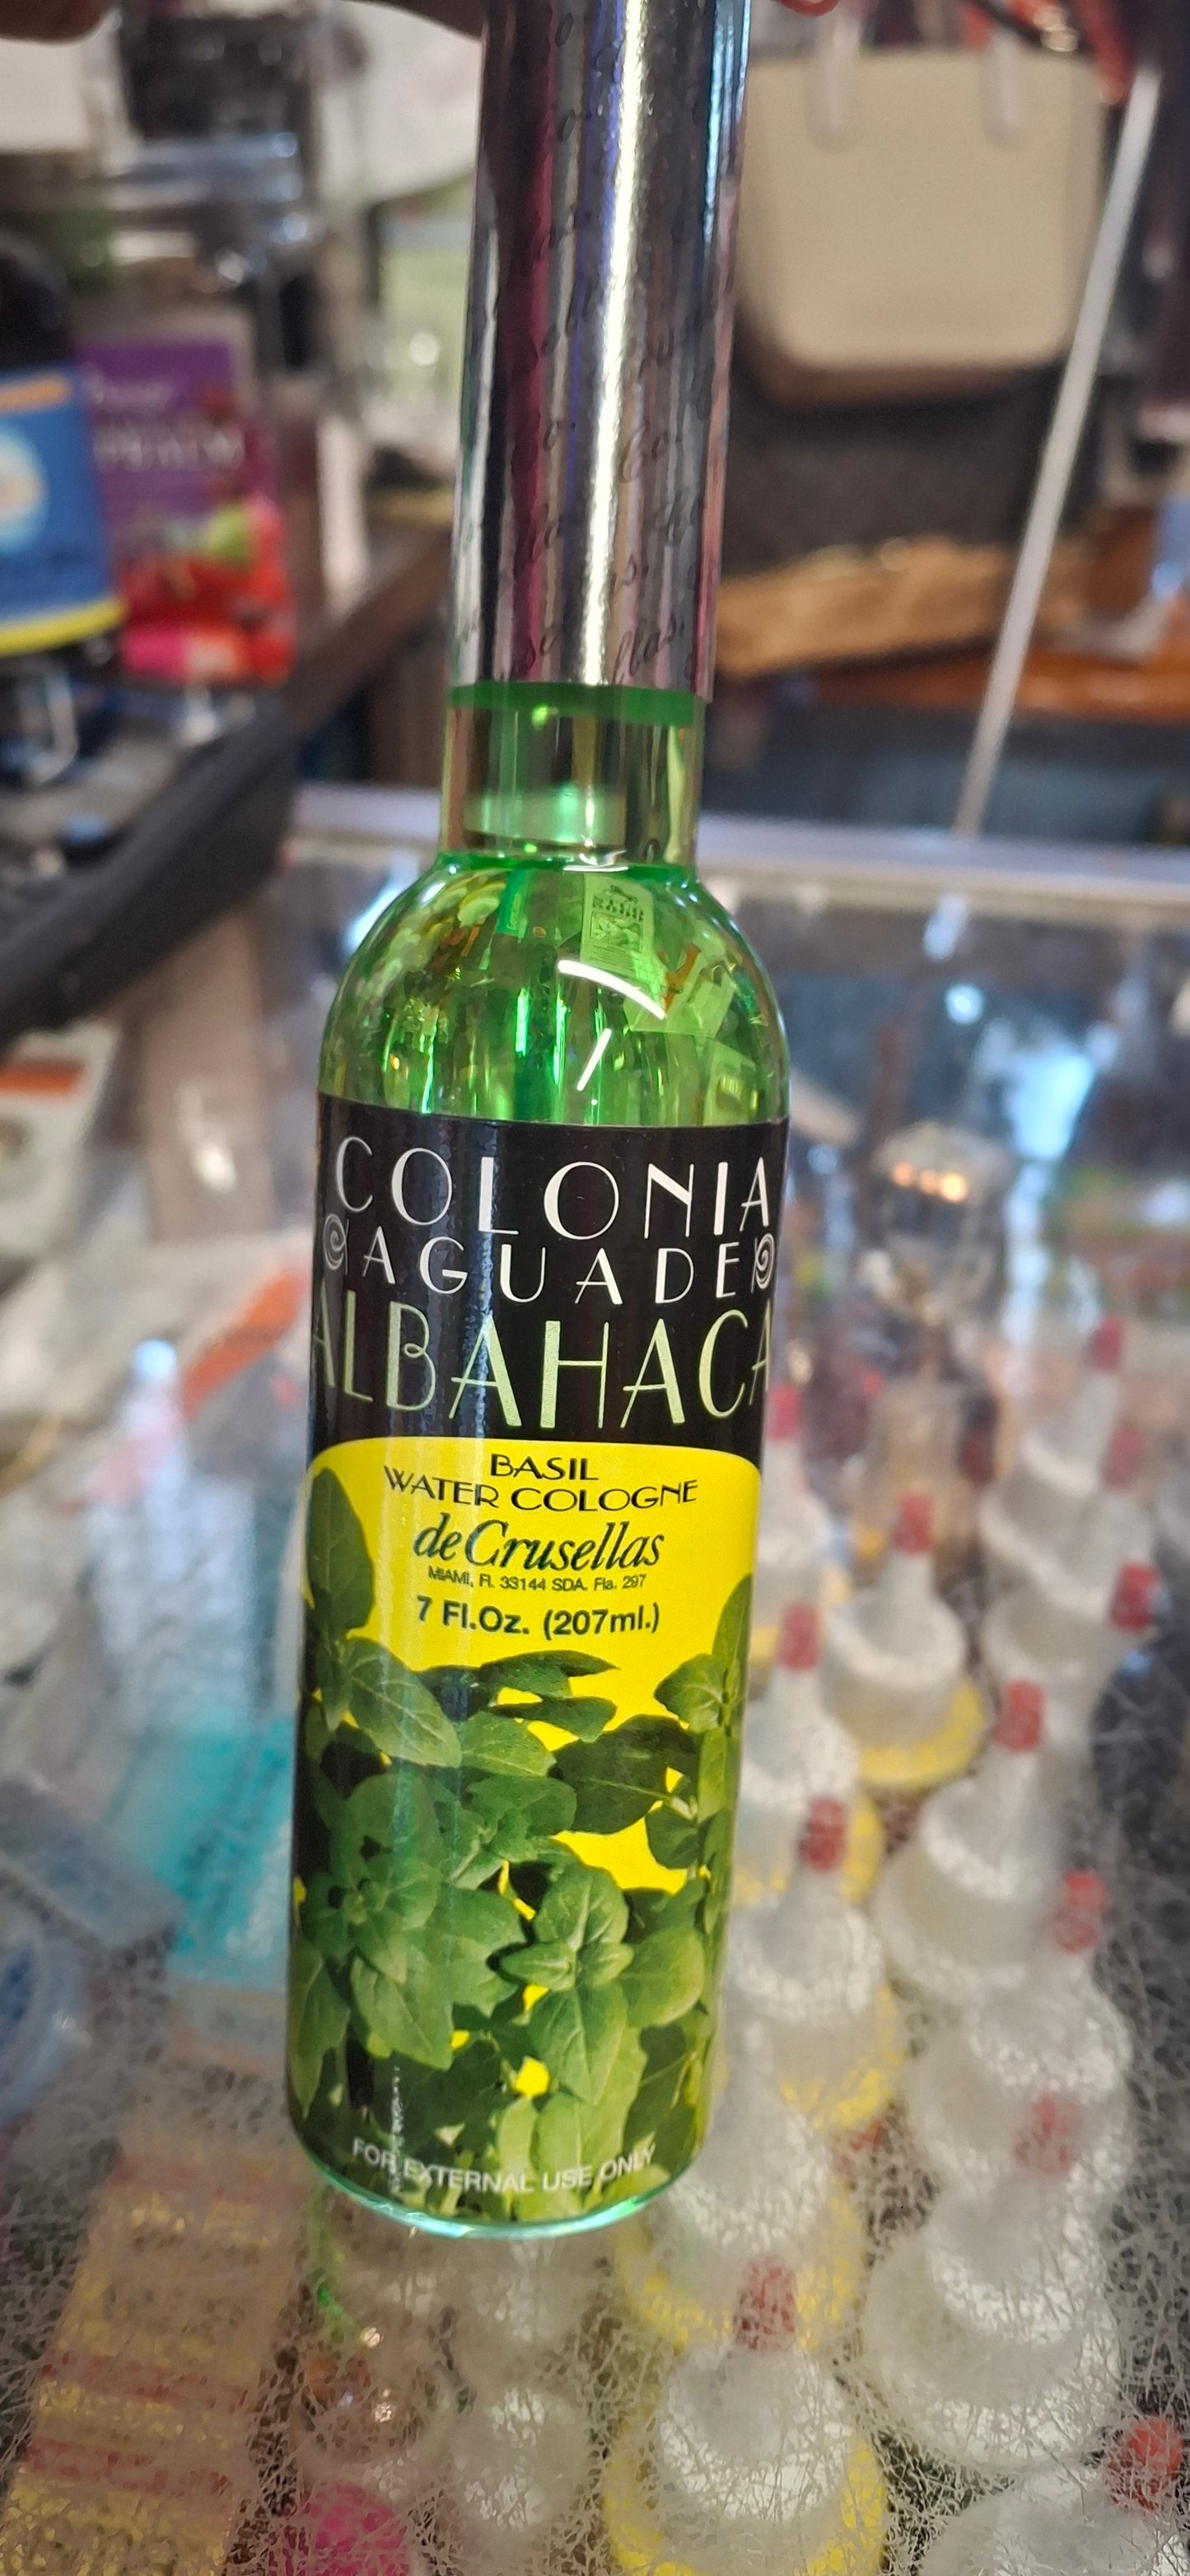 COLONIA
AGUA DE
ALBAHACA
BASIL
WATER COLOGNE
de Crusellas
MIAMI, Fl. 33144 SDA. Fla. 297
7 Fl.Oz. (207ml.)
FOR EXTERNAL USE ONLY